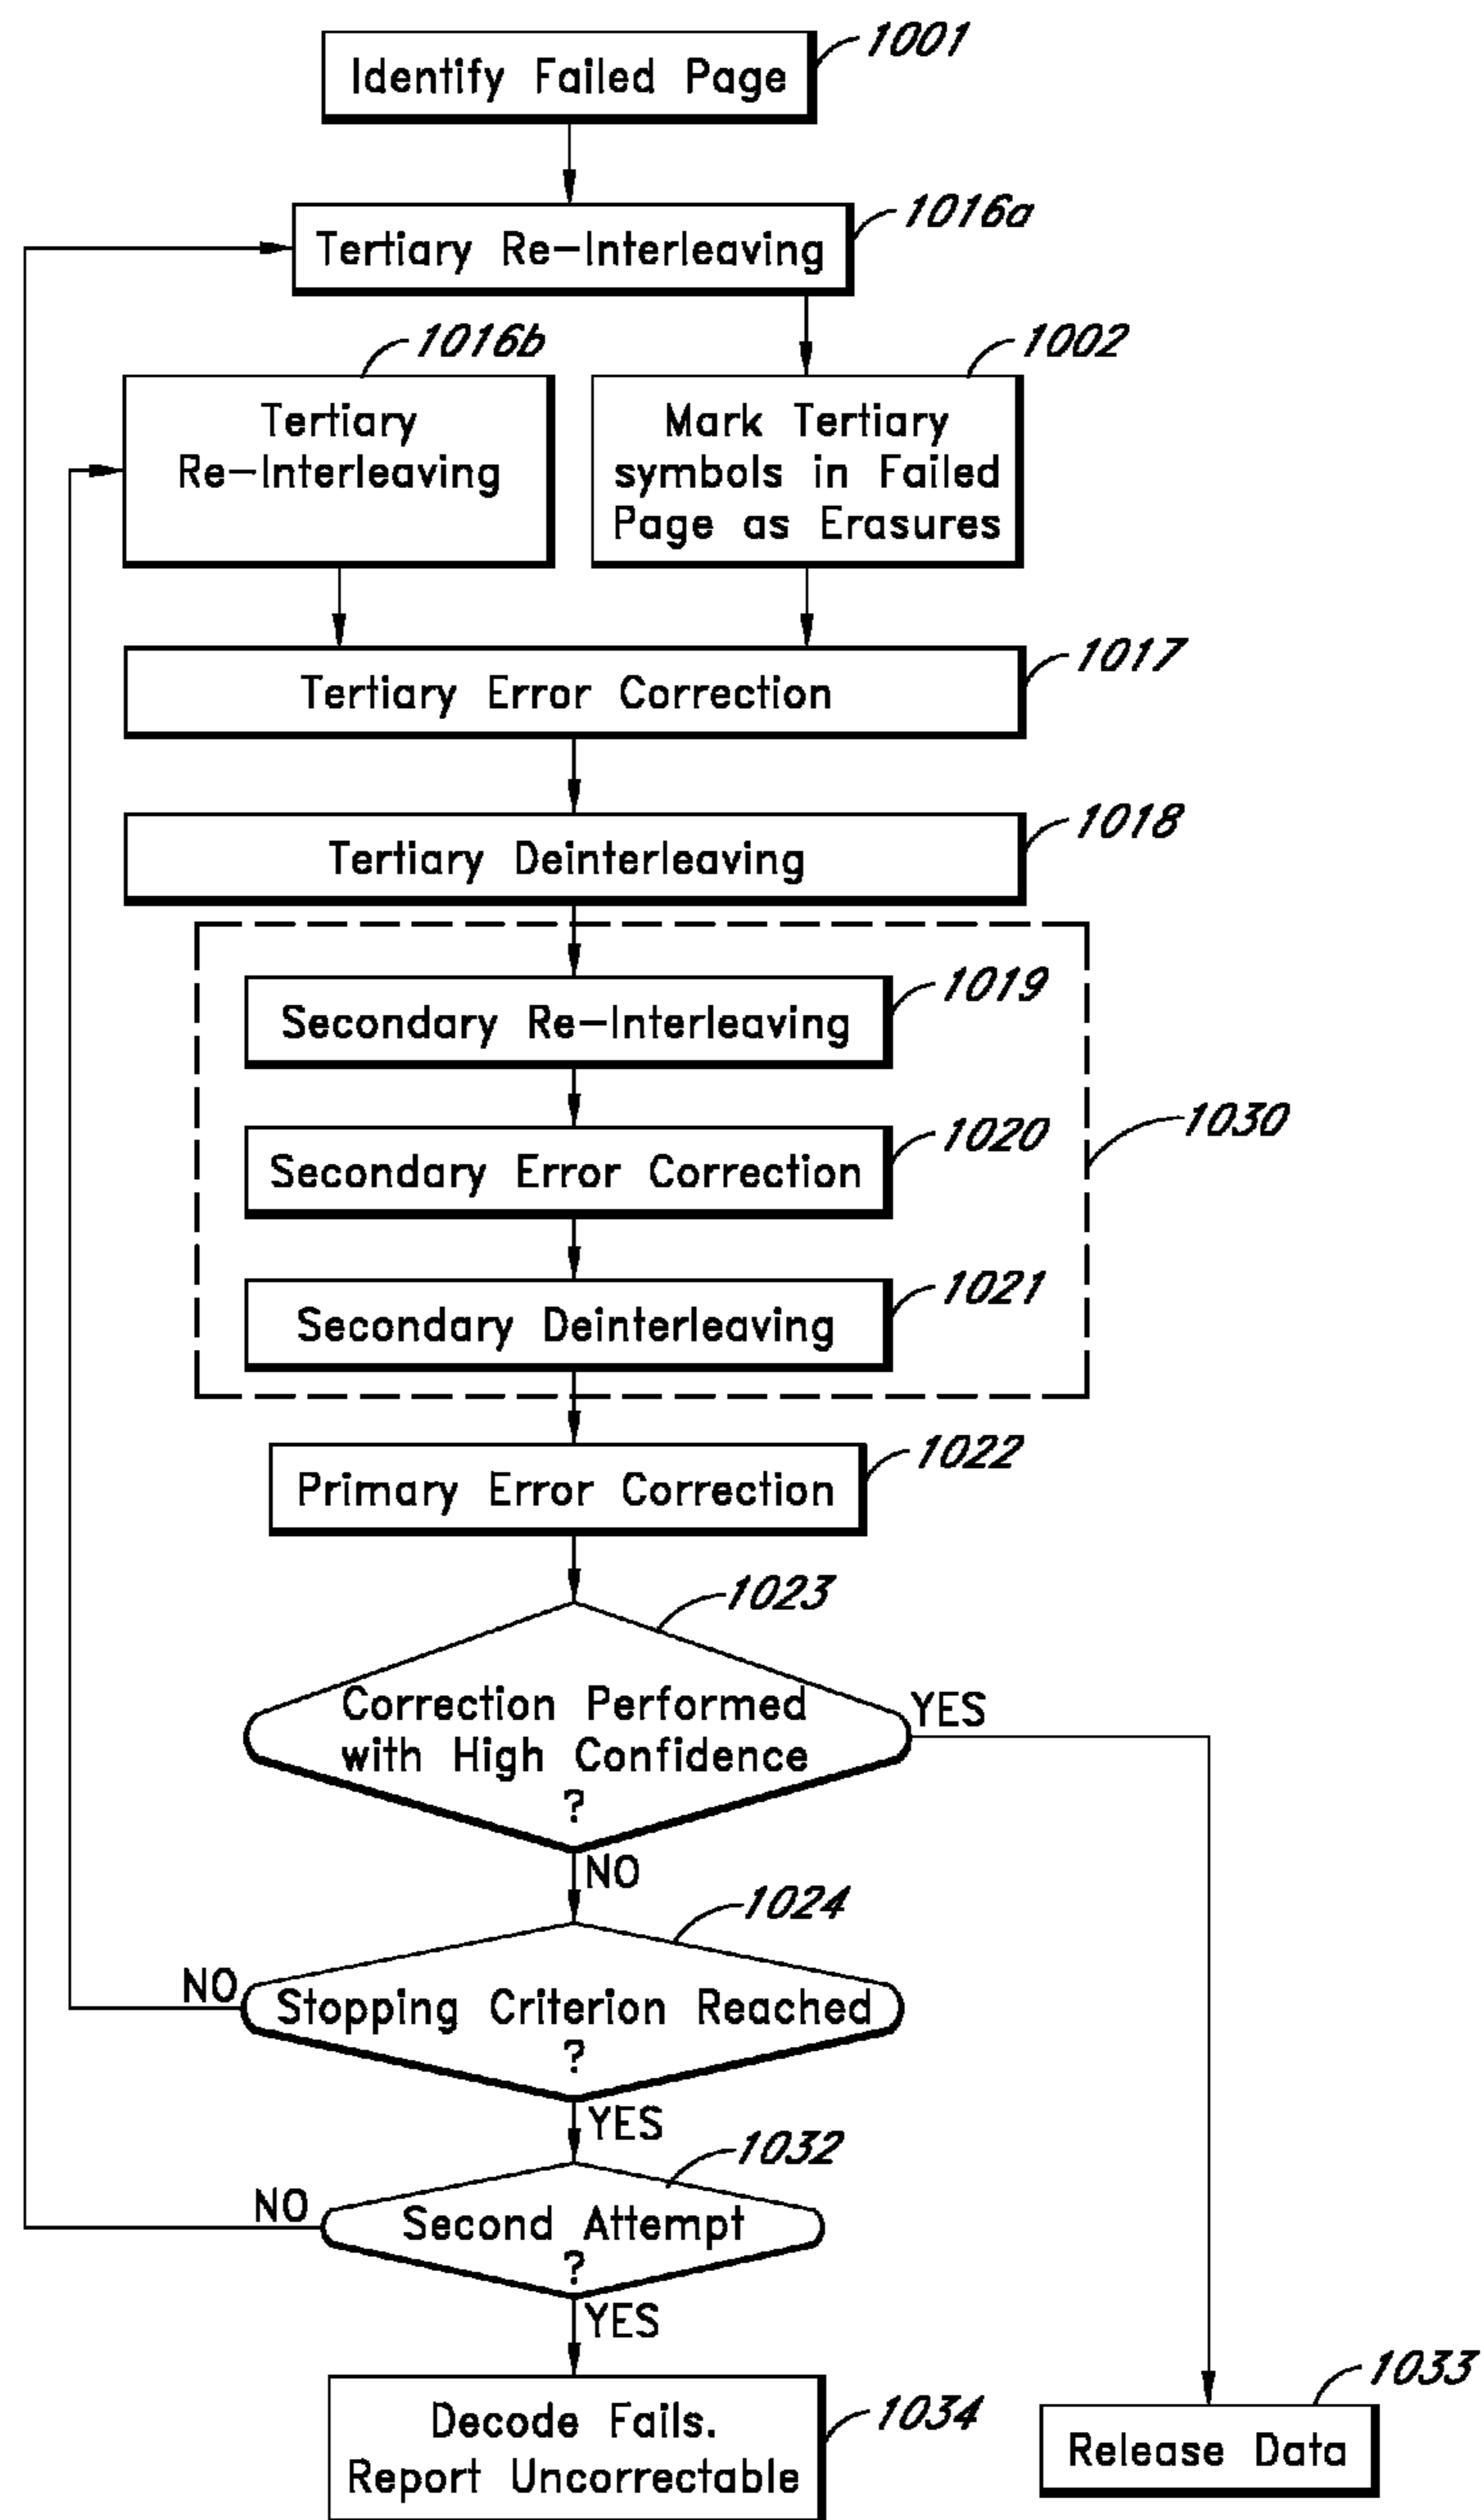 1001
Identify Failed Page
1016a
Tertiary Re-Interleaving
1016b
1002
Tertiary
Re-Interleaving
Mark Tertiary
symbols in Failed
Page as Erasures
1017
Tertiary Error Correction
1018
Tertiary Deinterleaving
1019
Secondary Re-Interleaving
1030
1020
Secondary Error Correction
1021
Secondary Deinterleaving
1022
Primary Error Correction
1023
Correction Performed
with High Confidence
?
YES
NO
1024
NO
Stopping Criterion Reached
?
YES
1032
NO
Second Attempt
?
YES
1034
Decode Fails.
Report Uncorrectable
1033
Release Data